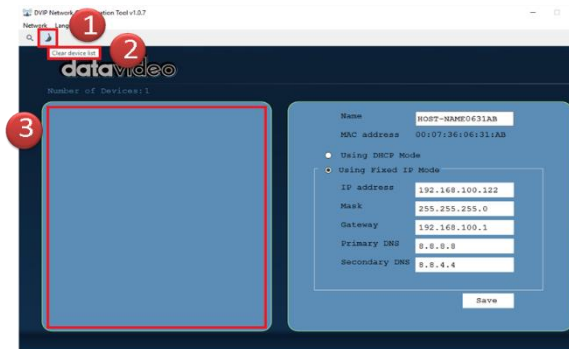 DVIP Network Configuration Tool v1.0.7
1
Network Lang
2
Clear device list
datavideo
Number of Devices:1
3
Name HOST-NAME0631AB
MAC address 00:07:36:06:31:AB
Using DHCP Mode
Using Fixed IP Mode
IP address 192.168.100.122
Mask 255.255.255.0
Gateway 192.168.100.1
Primary DNS 8.8.8.8
Secondary DNS 8.8.4.4
Save